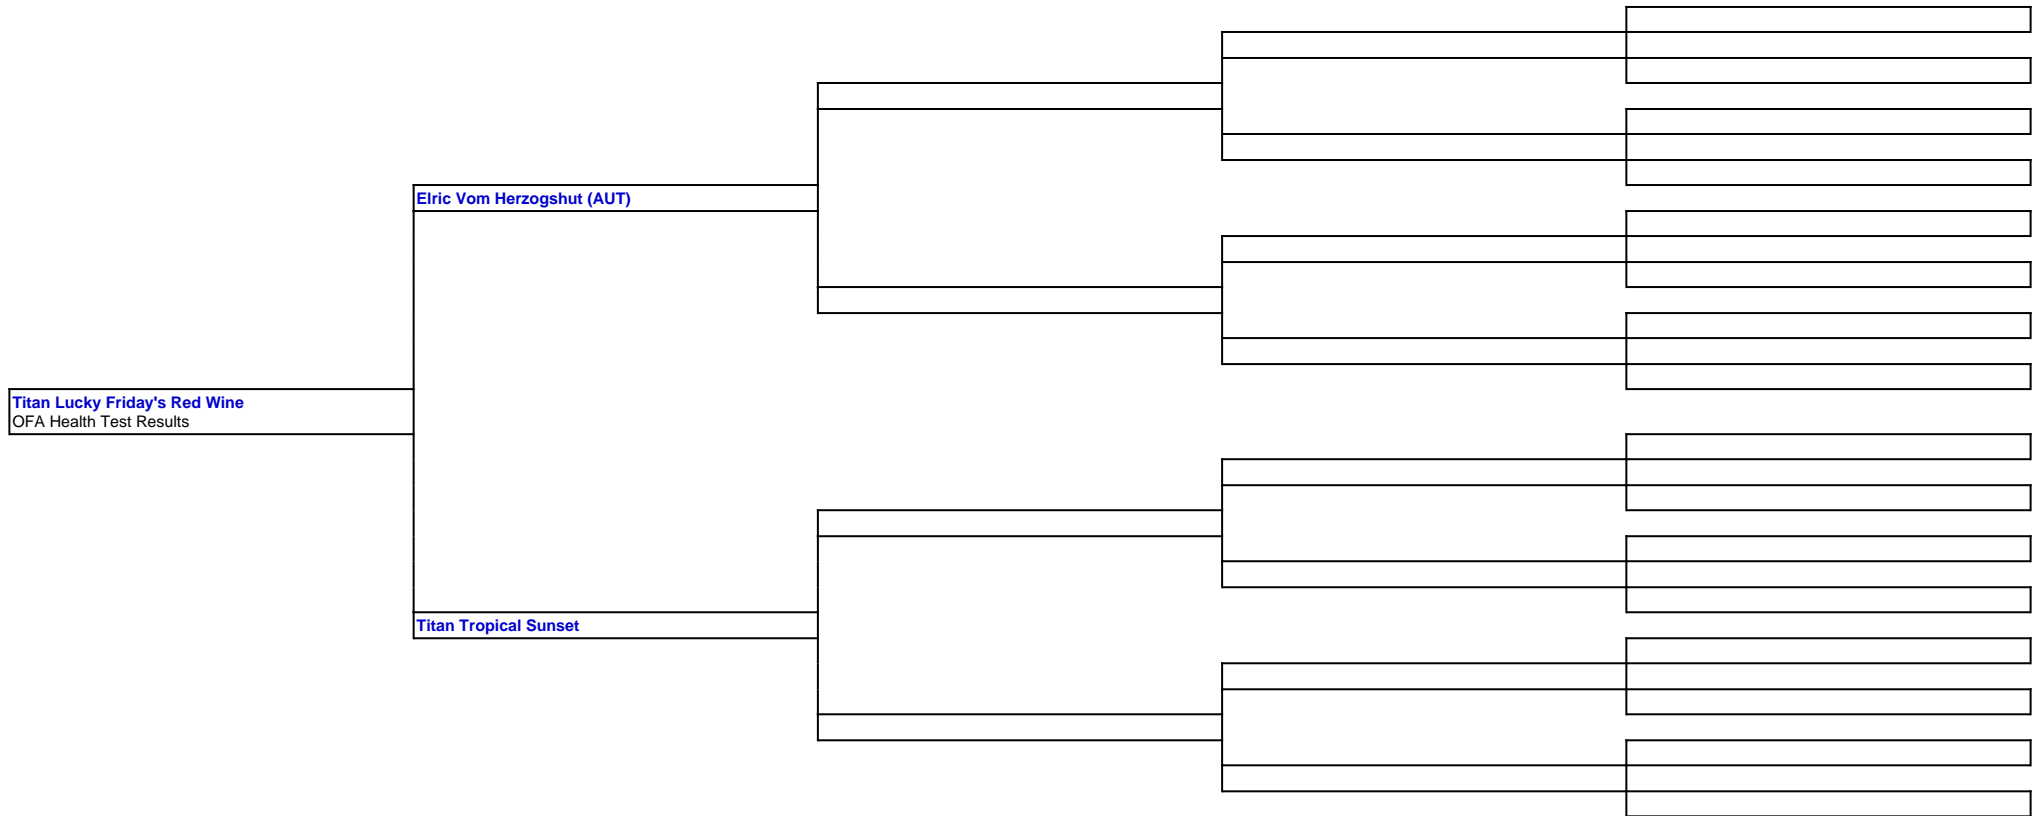 Elric Vom Herzogshut (AUT)
Titan Lucky Friday's Red Wine
OFA Health Test Results
Titan Tropical Sunset